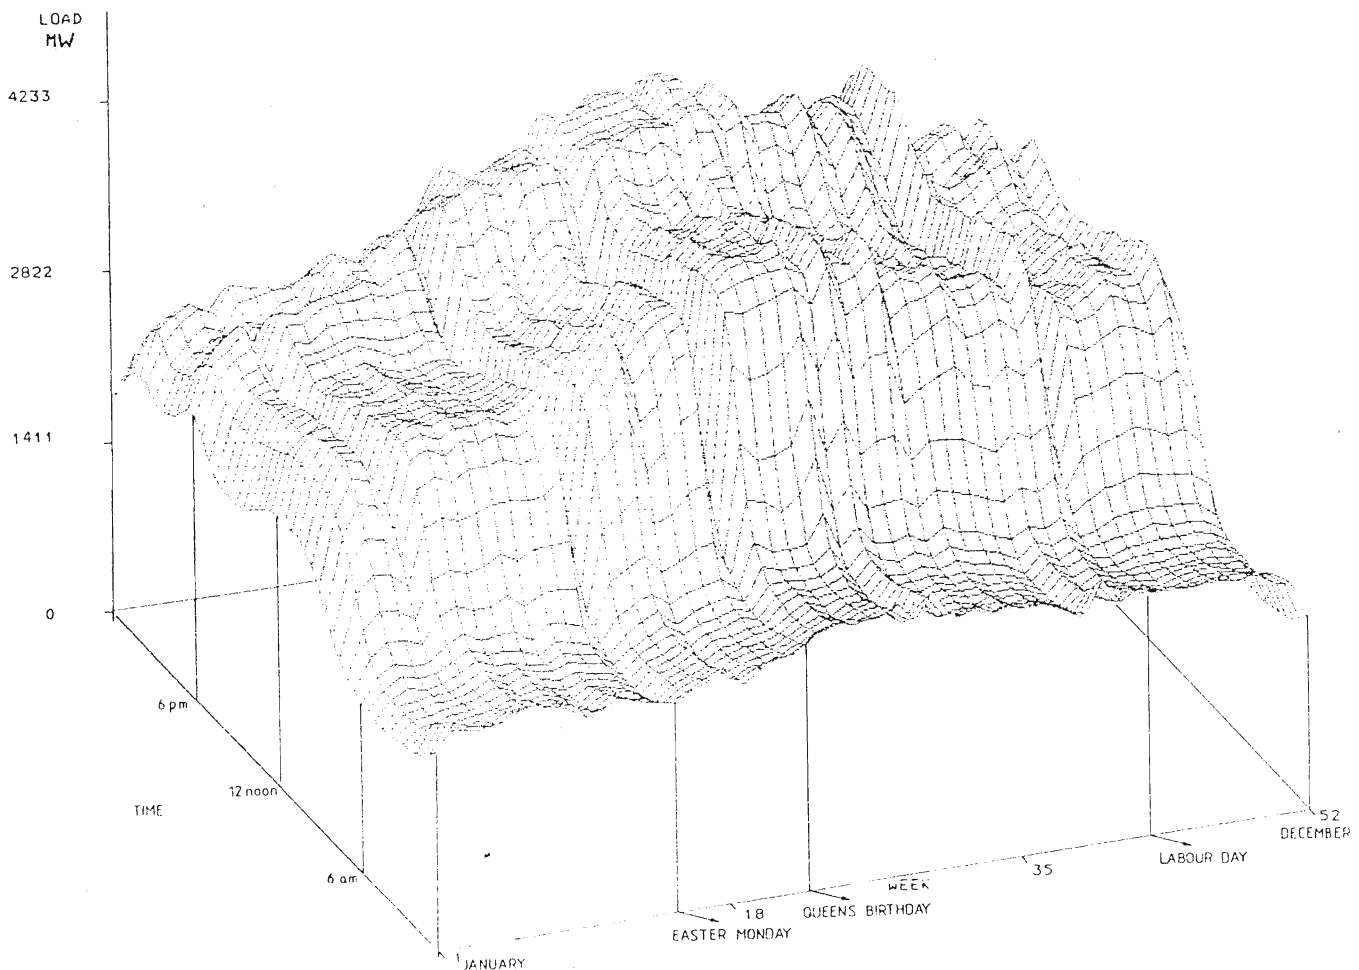 LOAD
MW
4233
2822
1411
0
6 pm
12 noon
TIME
6 am
1
JANUARY
EASTER MONDAY
18
QUEENS BIRTHDAY
WEEK
35
LABOUR DAY
52
DECEMBER